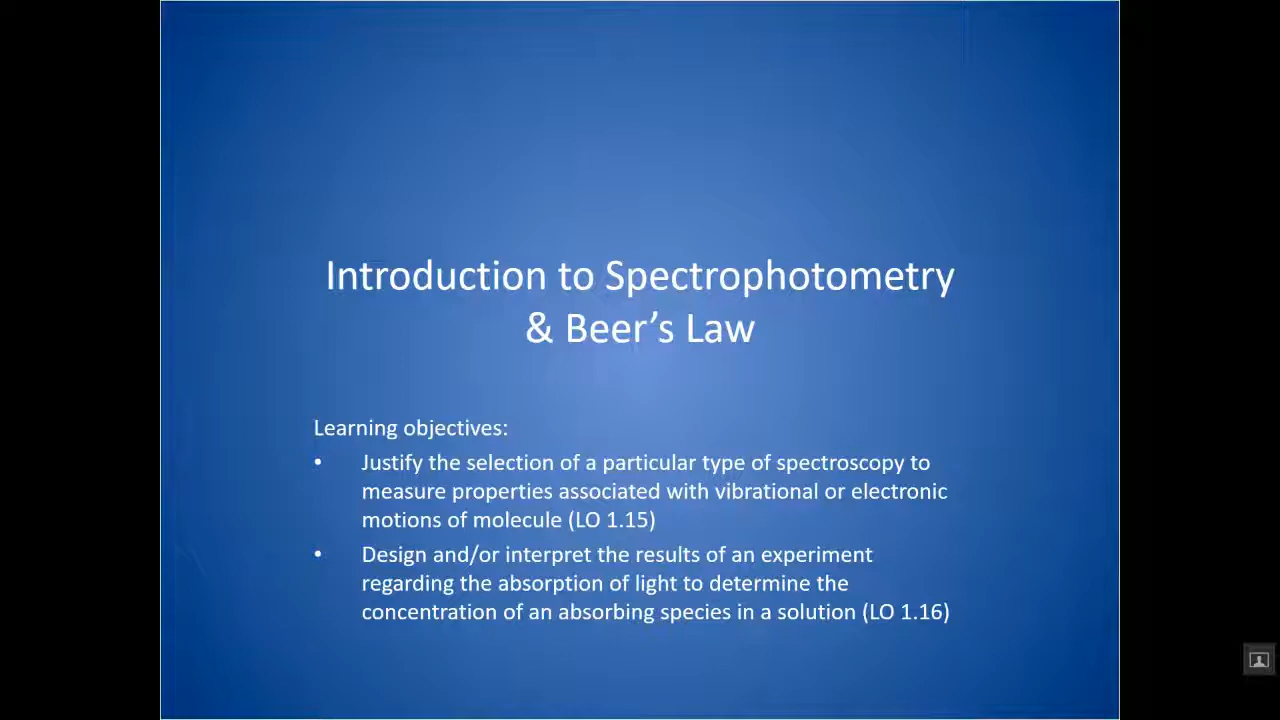 Introduction to Spectrophotometry
& Beer’s Law
Learning objectives:
• Justify the selection of a particular type of spectroscopy to
measure properties associated with vibrational or electronic
motions of molecule (LO 1.15)
• Design and/or interpret the results of an experiment
regarding the absorption of light to determine the
concentration of an absorbing species in a solution (LO 1.16)